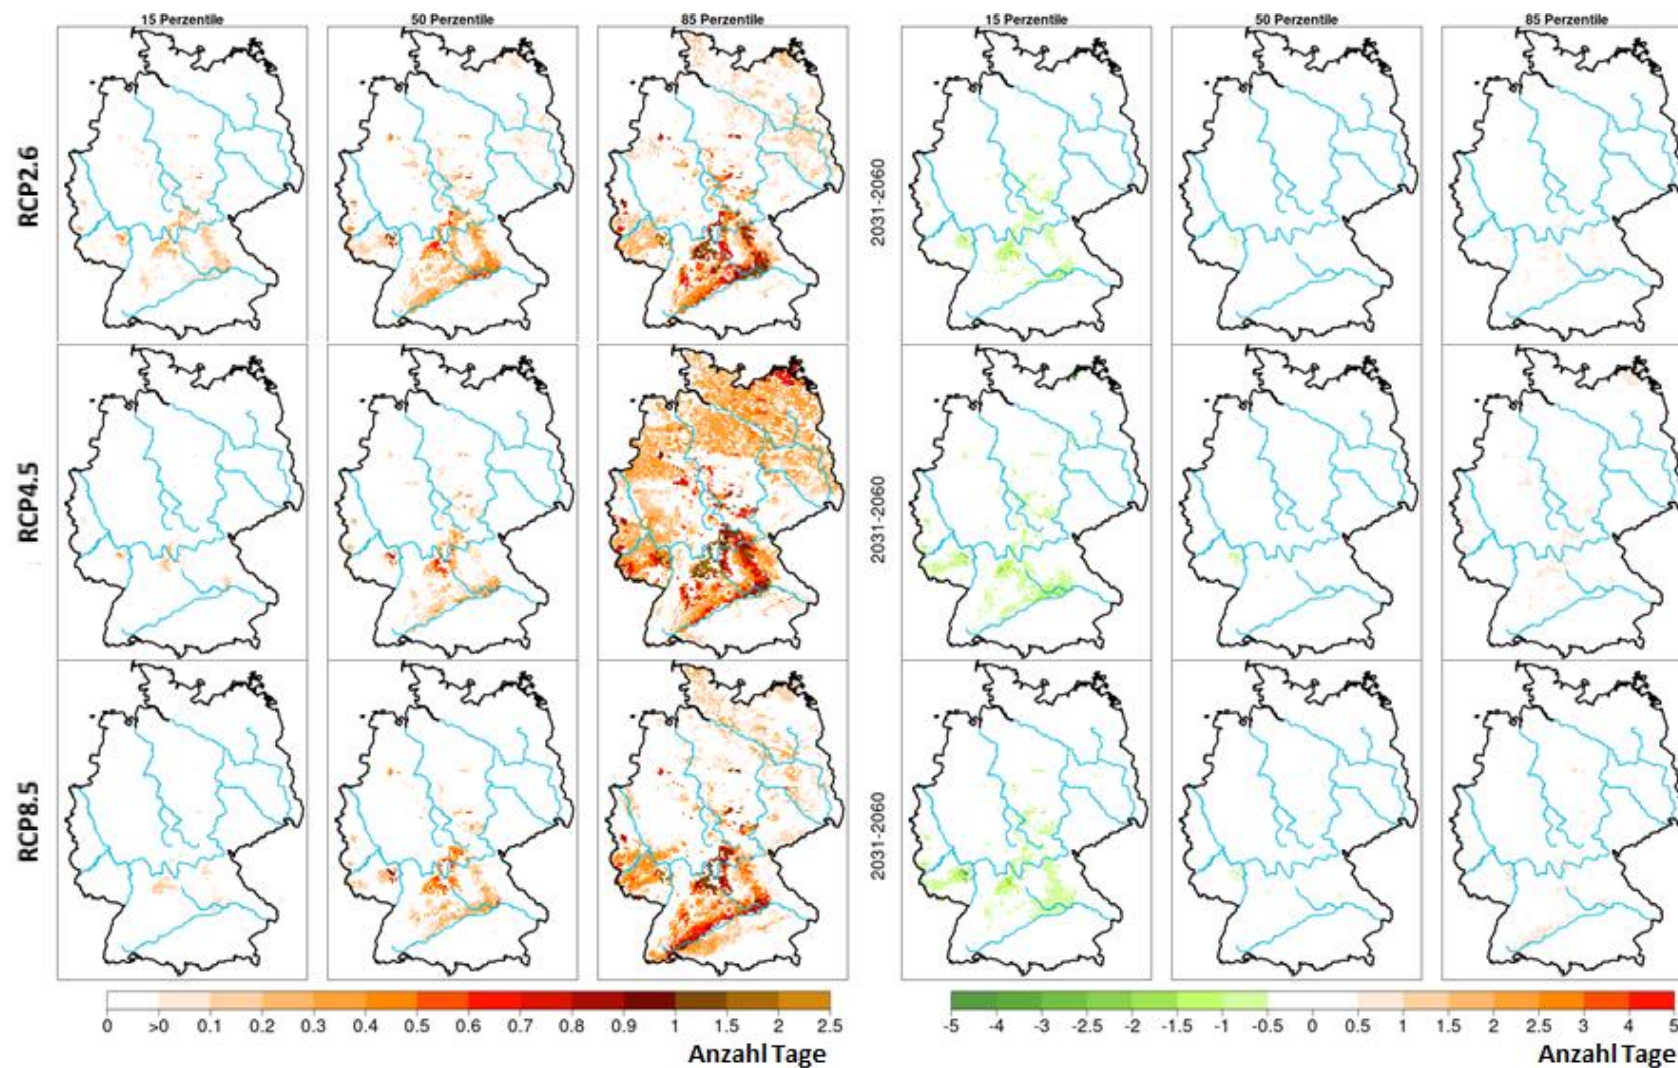 15 Perzentile 50 Perzentile 85 Perzentile 15 Perzentile 50 Perzentile 85 Perzentile
RCP2.6
2031-2060
RCP4.5
2031-2060
RCP8.5
2031-2060
0 >0 0.1 0.2 0.3 0.4 0.5 0.6 0.7 0.8 0.9 1 1.5 2 2.5
-5 -4 -3 -2.5 -2 -1.5 -1 -0.5 0 0.5 1 1.5 2 2.5 3 4 5
Anzahl Tage Anzahl Tage